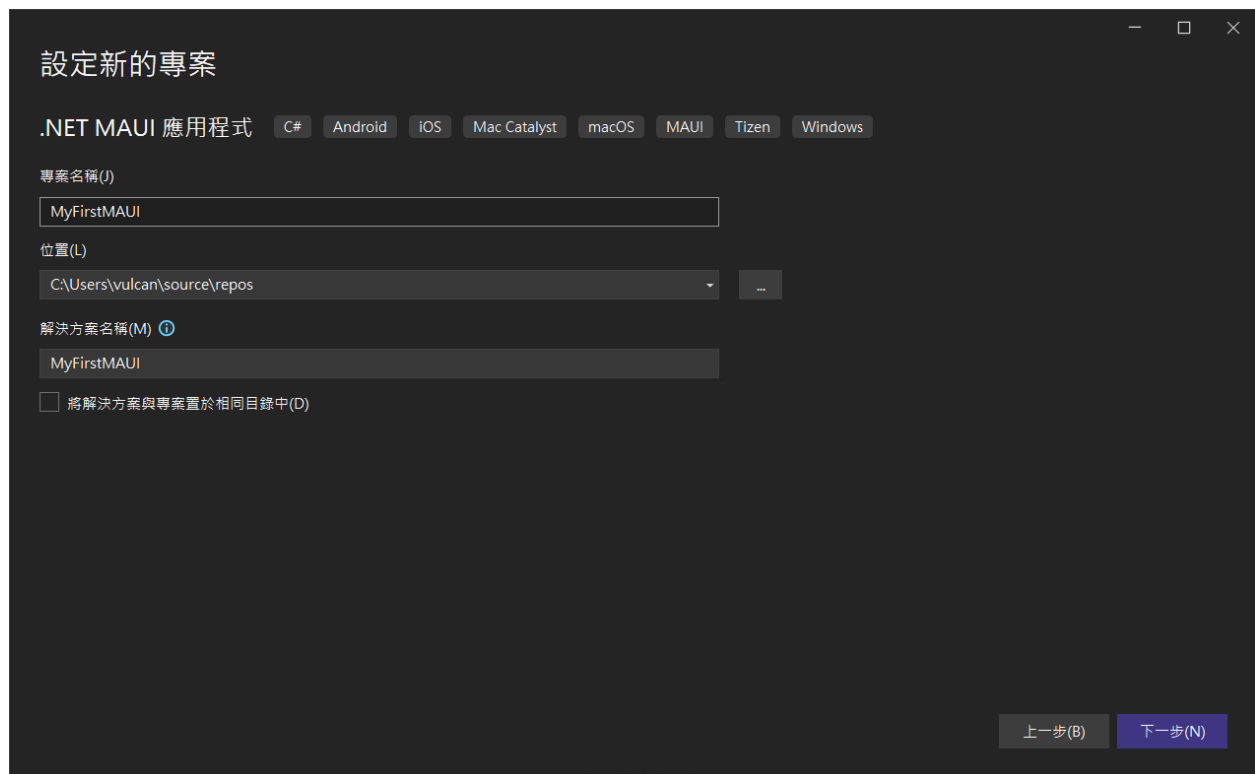 設定新的專案
.NET MAUI 應用程式 C# Android iOS Mac Catalyst macOS MAUI Tizen Windows
專案名稱(J)
MyFirstMAUI
位置(L)
C:\Users\vulcan\source\repos
...
解決方案名稱(M)
MyFirstMAUI
將解決方案與專案置於相同目錄中(D)
上一步(B) 下一步(N)